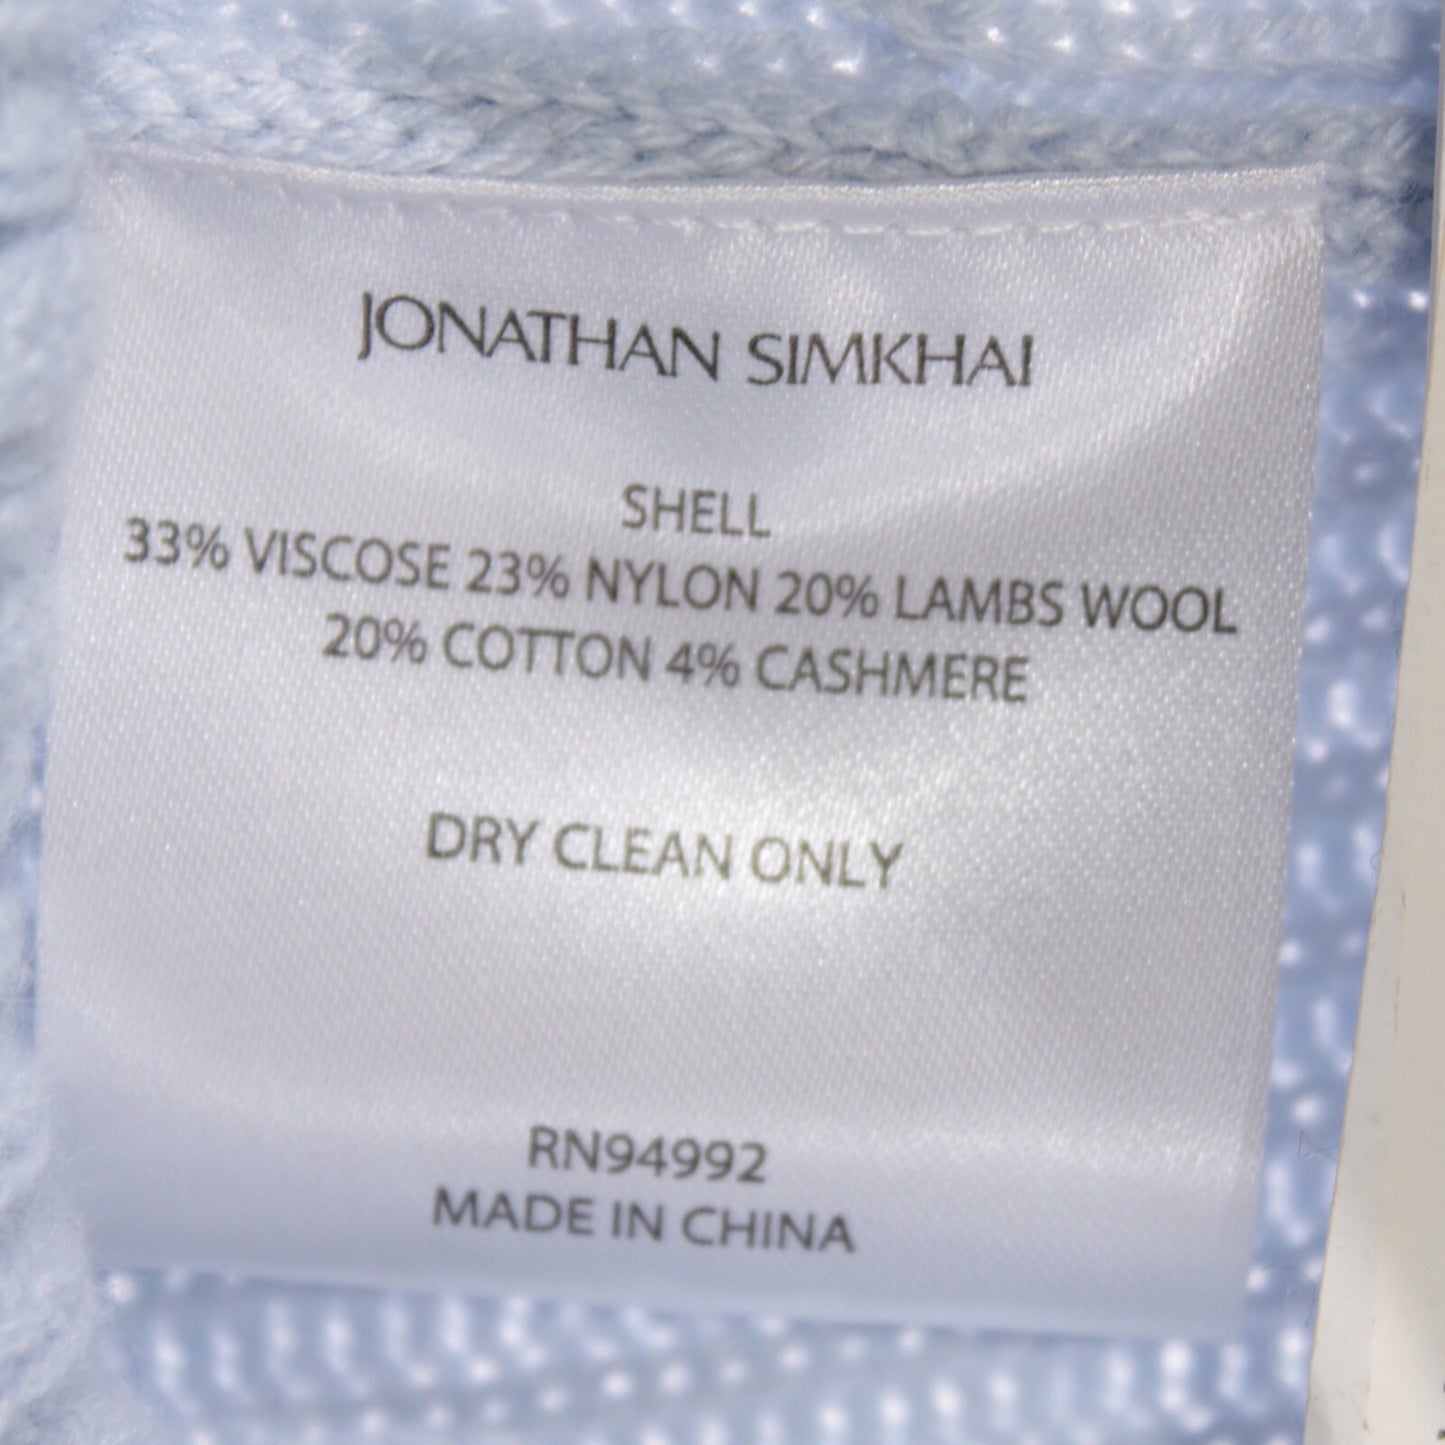 JONATHAN SIMKHAI
SHELL
33% VISCOSE 23% NYLON 20% LAMBS WOOL
20% COTTON 4% CASHMERE
DRY CLEAN ONLY
RN94992
MADE IN CHINA